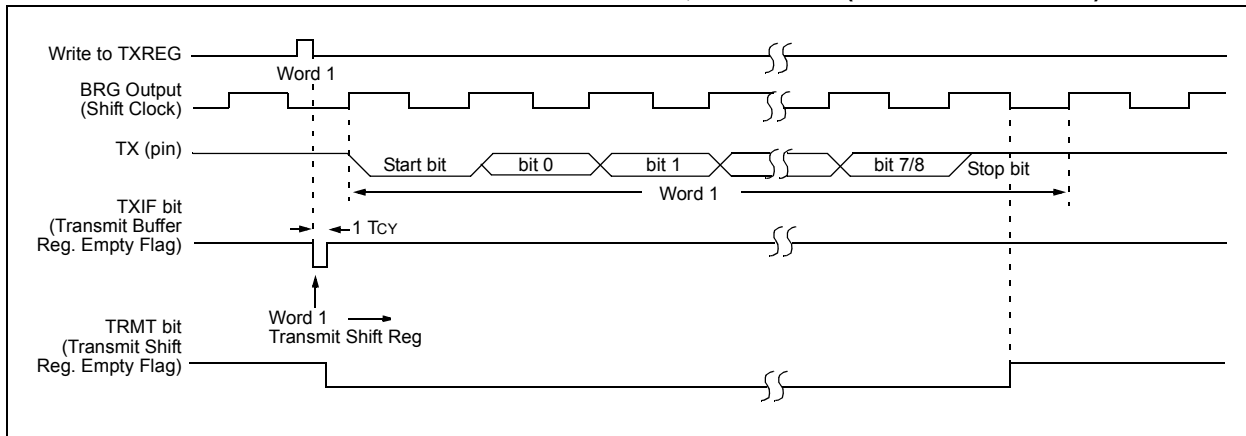 Write to TXREG
Word 1
BRG Output
(Shift Clock)
TX (pin)
Start bit
bit 0
bit 1
bit 7/8
Stop bit
Word 1
TXIF bit
(Transmit Buffer
Reg. Empty Flag)
1 TCY
Word 1
Transmit Shift Reg
TRMT bit
(Transmit Shift
Reg. Empty Flag)